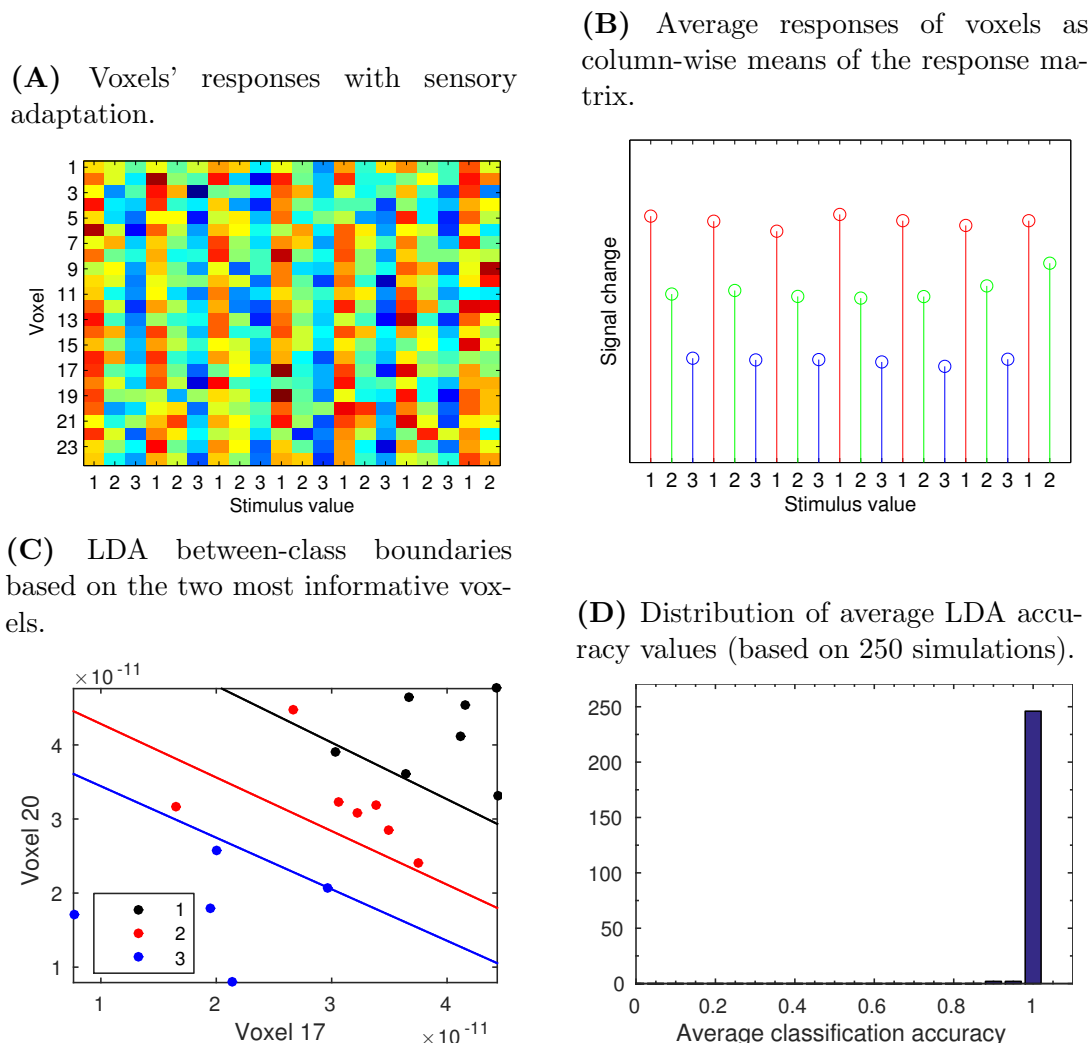 (A) Voxels' responses with sensory
adaptation.
1
3
5
7
9
11
13
15
17
19
21
23
Voxel
1 2 3 1 2 3 1 2 3 1 2 3 1 2 3 1 2 3 1 2
Stimulus value
(B) Average responses of voxels as
column-wise means of the response ma-
trix.
Signal change
1 2 3 1 2 3 1 2 3 1 2 3 1 2 3 1 2 3 1 2
Stimulus value
(C) LDA between-class boundaries
based on the two most informative vox-
els.
× 10⁻¹¹
4
3
2
1
Voxel 20
1
2
3
1 2 3 4
Voxel 17
× 10⁻¹¹
(D) Distribution of average LDA accu-
racy values (based on 250 simulations).
250
200
150
100
50
0
0 0.2 0.4 0.6 0.8 1
Average classification accuracy